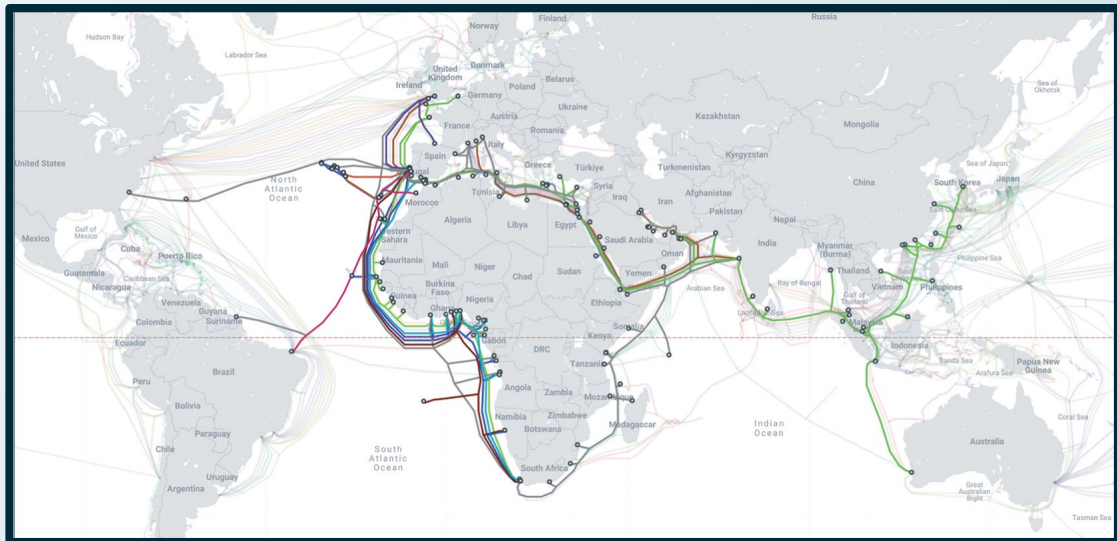 Russia
Hudson Bay
Labrador Sea
Norway
Finland
United
Kingdom
Denmark
Ireland
Belarus
Poland
Germany
Ukraine
Sea of
Okhotsk
Austria
France
Romania
Kazakhstan
Mongolia
Italy
Spain
Greece
Türkiye
Kyrgyzstan
Turkmenistan
Sea of Japan
United States
North
Atlantic
Ocean
Tunisia
Syria
Iraq
Iran
Afghanistan
China
South Korea
Japan
Morocco
Pakistan
East China Sea
Algeria
Libya
Egypt
Nepal
Gulf of
Mexico
Mexico
Western
Sahara
Saudi Arabia
India
Myanmar
(Burma)
Cuba
Puerto Rico
Oman
Philippine Sea
Mauritania
Mali
Niger
Chad
Sudan
Yemen
Arabian Sea
Bay of Bengal
Thailand
Guatemala
Caribbean Sea
Nicaragua
Burkina
Faso
Gulf of
Thailand
Vietnam
Philippines
Guinea
Nigeria
Ethiopia
Laccadive Sea
Venezuela
Guyana
Suriname
Colombia
Somalia
Malaysia
Ecuador
Gabon
DRC
Kenya
Indonesia
Tanzania
Banda Sea
Papua New
Guinea
Peru
Brazil
Arafura Sea
Angola
Zambia
Mozambique
Bolivia
Zimbabwe
Namibia
Botswana
Madagascar
Indian
Ocean
Coral Sea
Paraguay
Chile
South
Atlantic
Ocean
South Africa
Australia
Uruguay
Argentina
Great
Australian
Bight
Tasman Sea